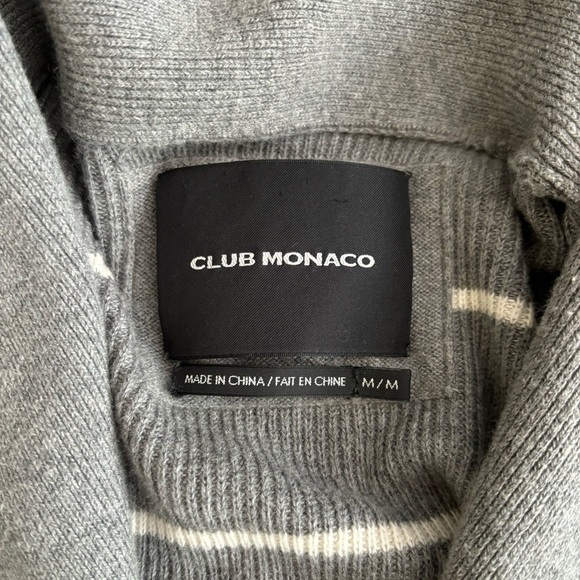 CLUB MONACO
MADE IN CHINA / FAIT EN CHINE M / M